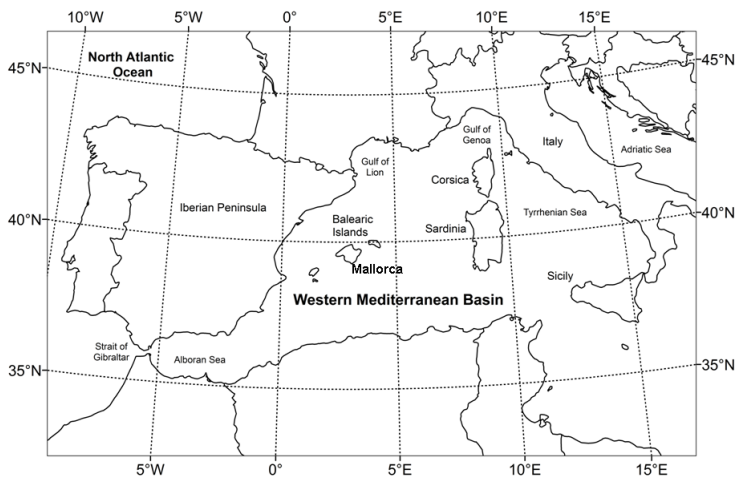 10°W 5°W 0° 5°E 10°E 15°E
North Atlantic
Ocean
45°N
45°N
Gulf of
Genoa
Italy
Adriatic Sea
Gulf of
Lion
Corsica
Iberian Peninsula
40°N
40°N
Balearic
Islands
Sardinia
Tyrrhenian Sea
Mallorca
Sicily
Western Mediterranean Basin
Strait of
Gibraltar
Alboran Sea
35°N
35°N
5°W 0° 5°E 10°E 15°E